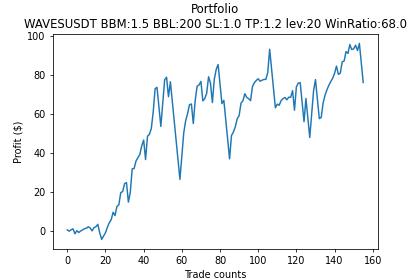 Portfolio
WAVESUSDT BBM:1.5 BBL:200 SL:1.0 TP:1.2 lev:20 WinRatio:68.0
100
80
60
40
20
0
Profit ($)
0 20 40 60 80 100 120 140 160
Trade counts